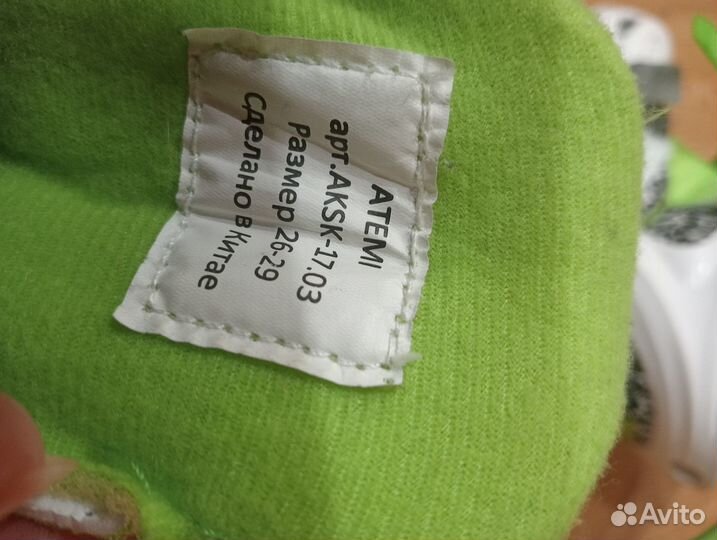 ATEMI
арт.AKSK-17.03
Размер 26-29
Сделано в Китае
Avito